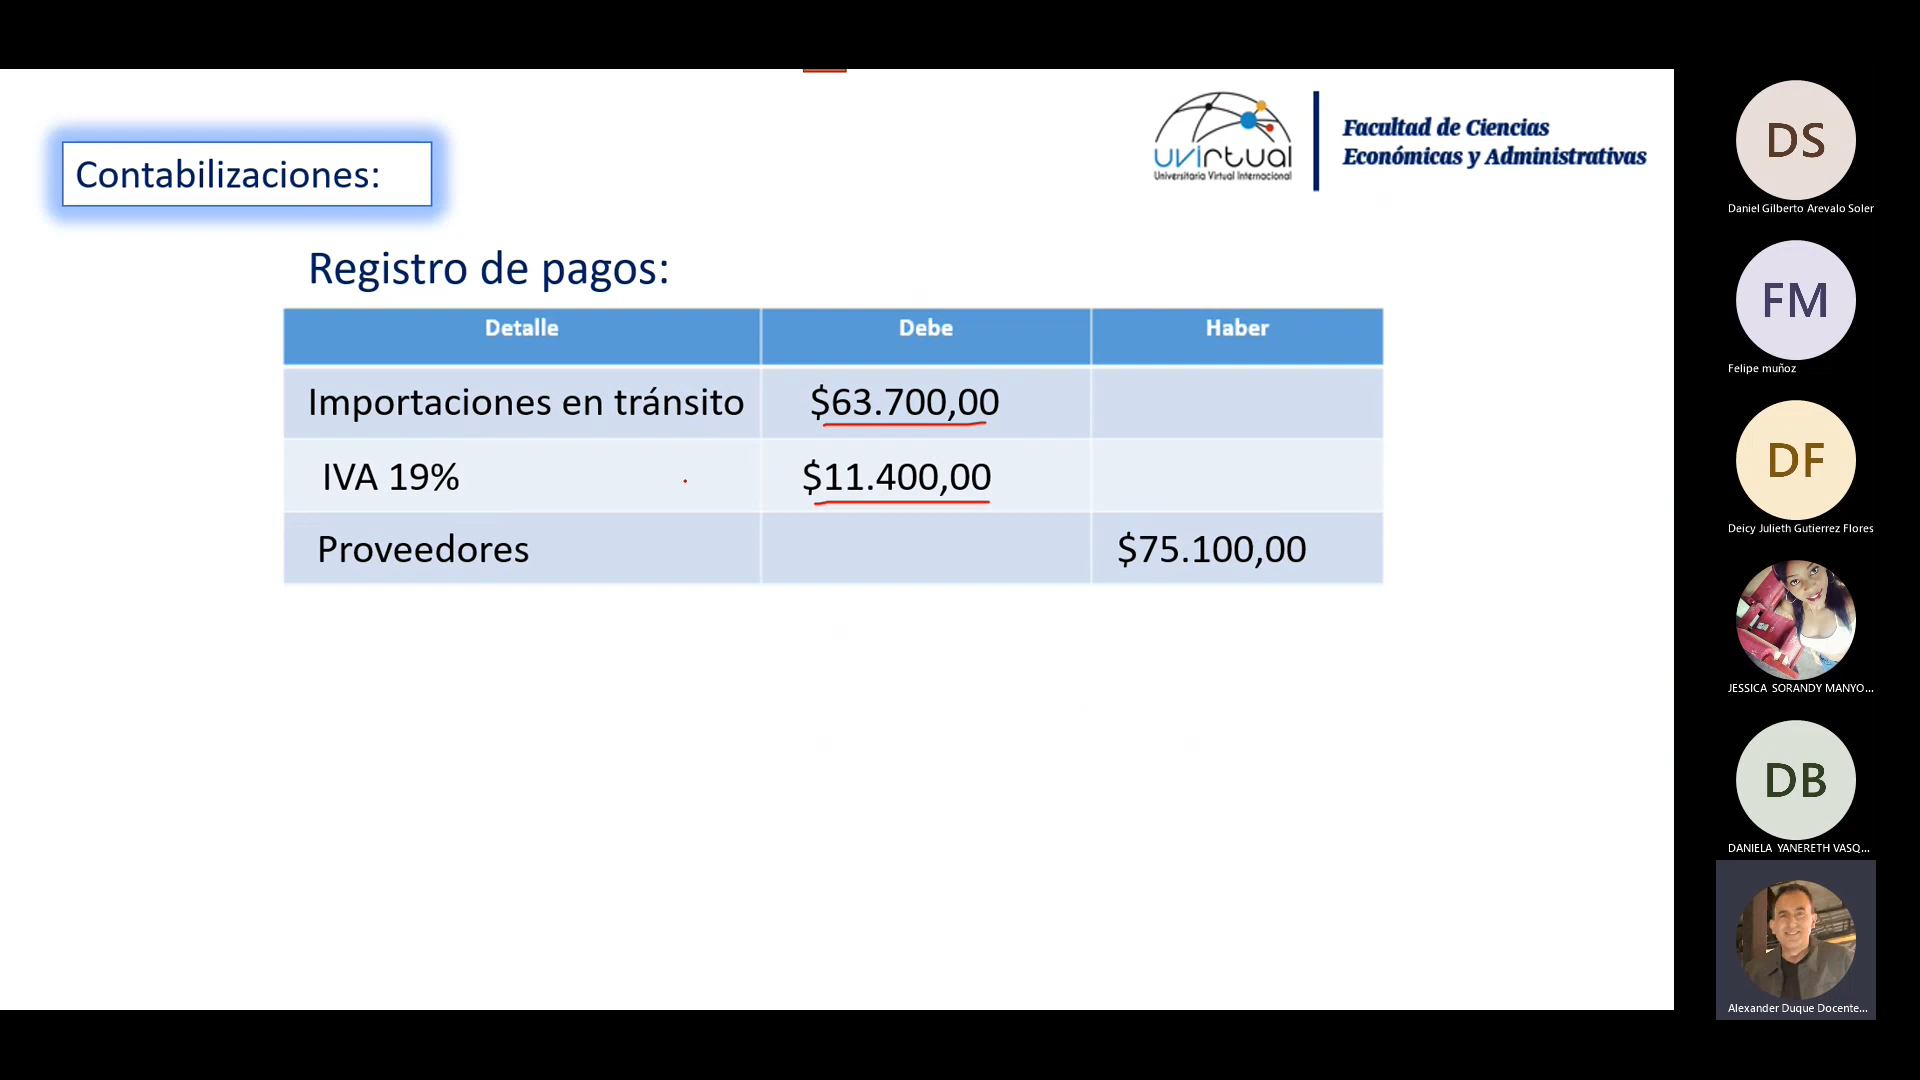 Contabilizaciones:
uvirtual
Universitaria Virtual Internacional
Facultad de Ciencias
Económicas y Administrativas
Registro de pagos:
Detalle Debe Haber
Importaciones en tránsito $63.700,00
IVA 19% $11.400,00
Proveedores $75.100,00
DS
Daniel Gilberto Arevalo Soler
FM
Felipe muñoz
DF
Deicy Julieth Gutierrez Flores
JESSICA SORANDY MANYO...
DB
DANIELA YANERETH VASQ...
Alexander Duque Docente...